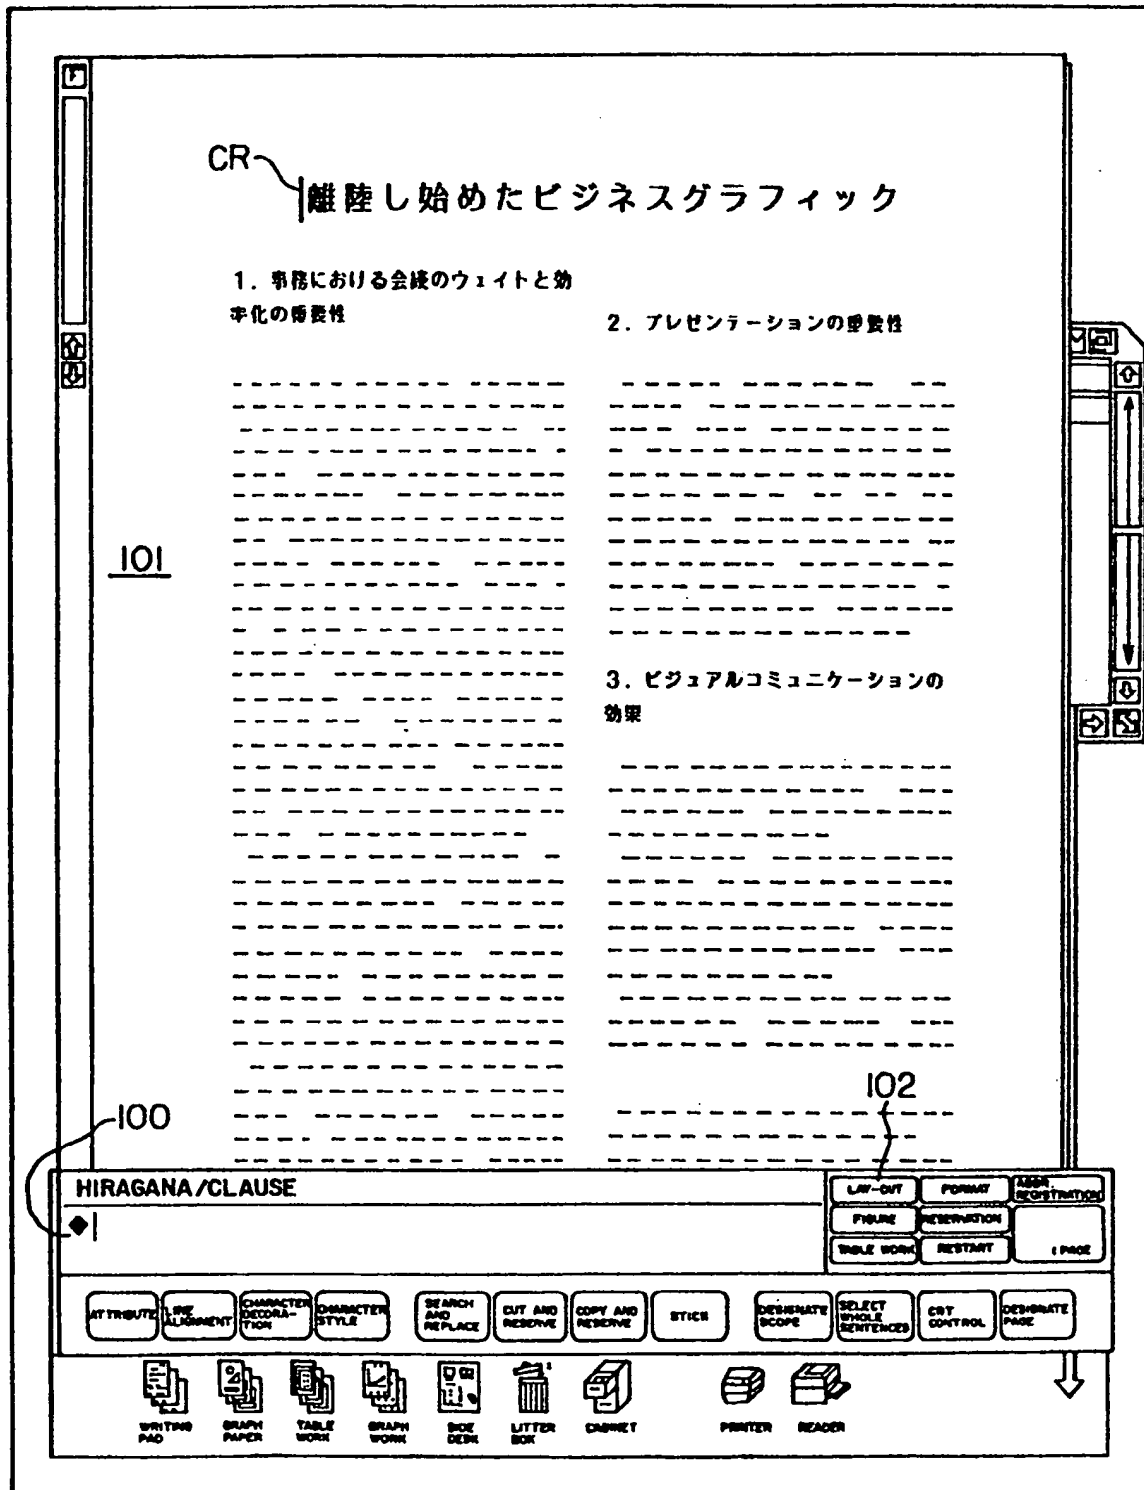 CR
離陸し始めたビジネスグラフィック
1. 事務における会議のウェイトと効
率化の重要性
2. プレゼンテーションの重要性
101
3. ビジュアルコミュニケーションの
効果
102
100
HIRAGANA/CLAUSE
LAY-OUT
FORMAT
ABBR. REGISTRATION
FIGURE
RESERVATION
TABLE WORK
RESTART
1 PAGE
ATTRIBUTE
LINE ALIGNMENT
CHARACTER DECORA-TION
CHARACTER STYLE
SEARCH AND REPLACE
CUT AND RESERVE
COPY AND RESERVE
STICK
DESIGNATE SCOPE
SELECT WHOLE SENTENCES
CRT CONTROL
DESIGNATE PAGE
WRITING PAD
GRAPH PAPER
TABLE WORK
GRAPH WORK
SIDE DESK
LITTER BOX
CABINET
PRINTER
READER